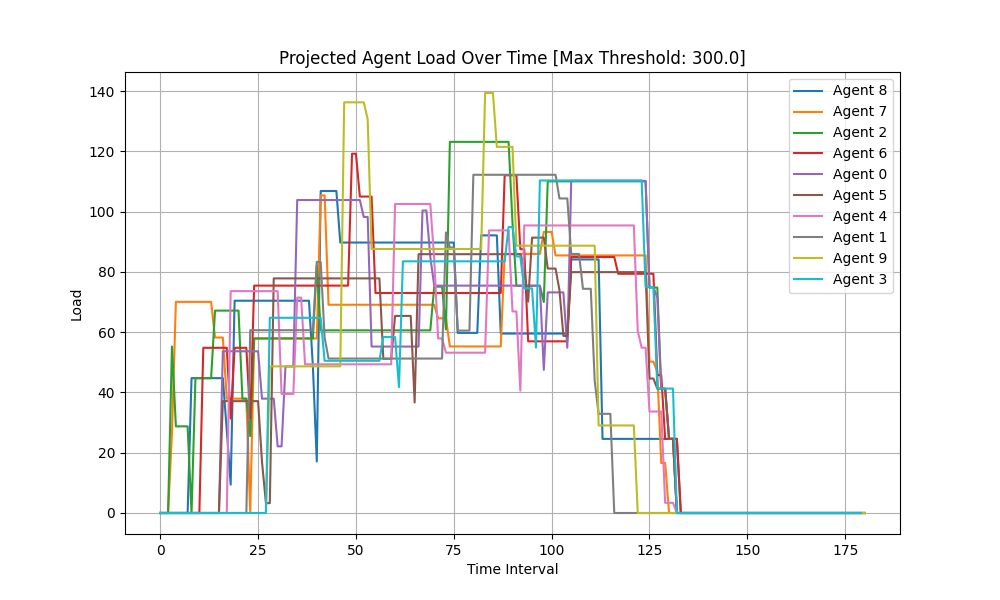 Projected Agent Load Over Time [Max Threshold: 300.0]
Load
140
120
100
80
60
40
20
0
0 25 50 75 100 125 150 175
Time Interval
Agent 8
Agent 7
Agent 2
Agent 6
Agent 0
Agent 5
Agent 4
Agent 1
Agent 9
Agent 3